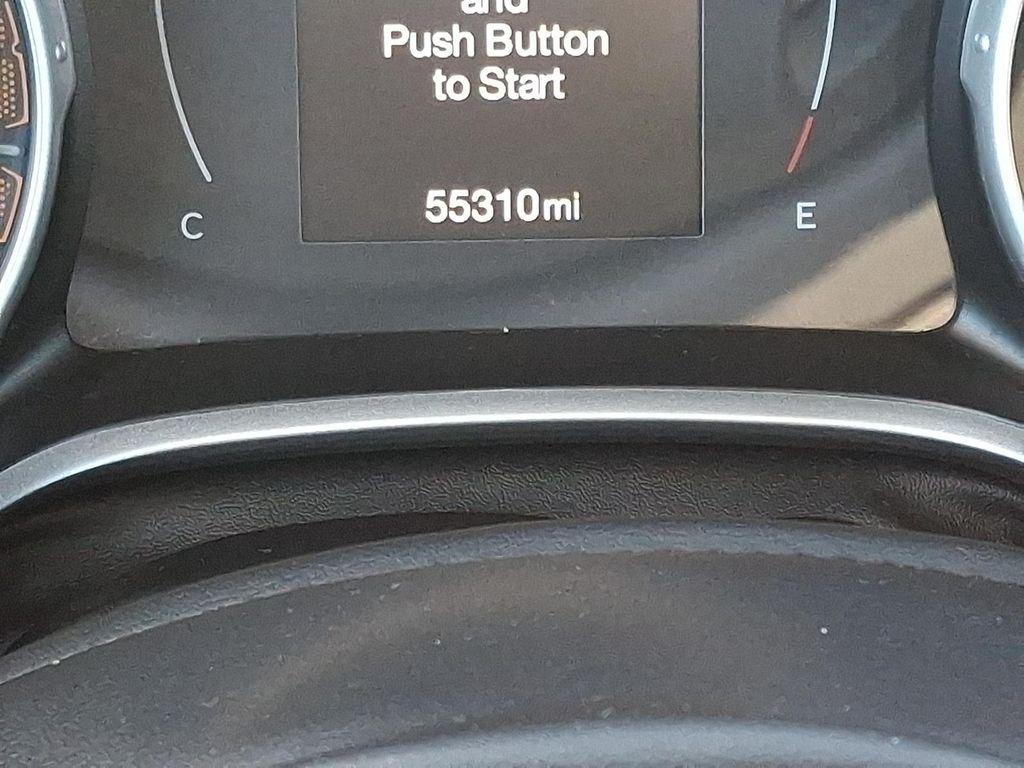 and
Push Button
to Start
55310mi
C
E